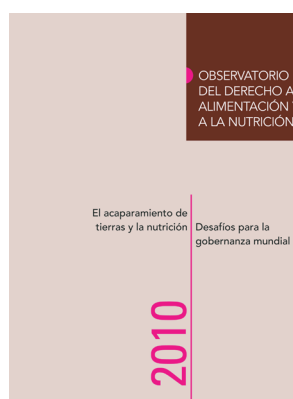 OBSERVATORIO
DEL DERECHO A
ALIMENTACIÓN Y
A LA NUTRICIÓN
El acaparamiento de
tierras y la nutrición
Desafíos para la
gobernanza mundial
2010